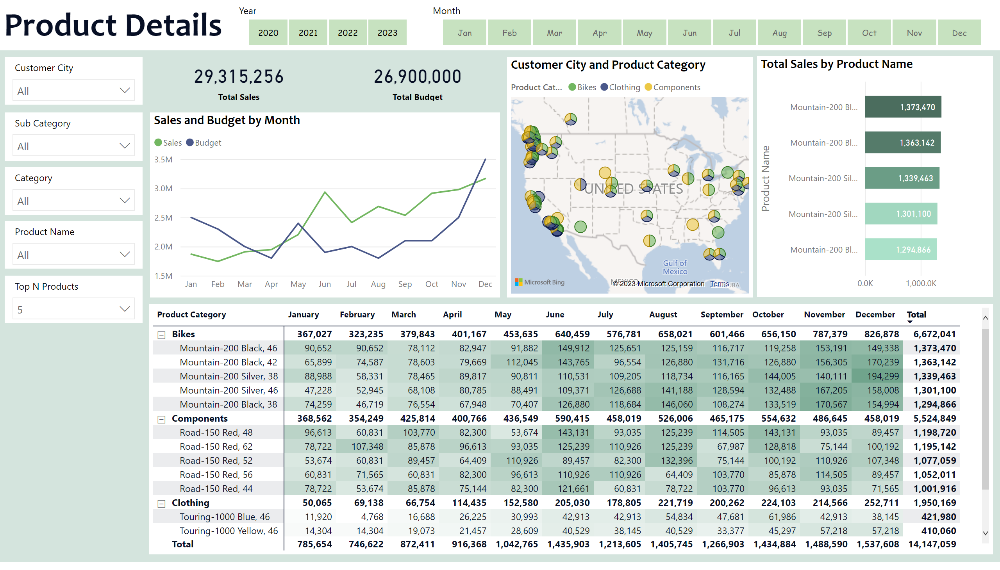 Product Details
Year
2020 2021 2022 2023
Month
Jan Feb Mar Apr May Jun Jul Aug Sep Oct Nov Dec
Customer City
All
Sub Category
All
Category
All
Product Name
All
Top N Products
5
29,315,256
Total Sales
26,900,000
Total Budget
Sales and Budget by Month
Sales Budget
3.5M
3.0M
2.5M
2.0M
1.5M
Jan Feb Mar Apr May Jun Jul Aug Sep Oct Nov Dec
Customer City and Product Category
Product Cat... Bikes Clothing Components
UNITED STATES
Gulf of
Mexico
MEXICO
Microsoft Bing
© 2023 Microsoft Corporation Terms
UBA
Total Sales by Product Name
Product Name
Mountain-200 Bl... 1,373,470
Mountain-200 Bl... 1,363,142
Mountain-200 Sil... 1,339,463
Mountain-200 Sil... 1,301,100
Mountain-200 Bl... 1,294,866
0.0K 1,000.0K
Product Category January February March April May June July August September October November December Total
Bikes 367,027 323,235 379,843 401,167 453,635 640,459 576,781 658,021 601,466 656,150 787,379 826,878 6,672,041
Mountain-200 Black, 46 90,652 90,652 78,112 82,947 91,882 149,912 125,651 125,159 116,717 119,258 153,191 149,338 1,373,470
Mountain-200 Black, 42 65,899 74,587 78,603 79,669 112,045 143,765 96,554 126,880 131,716 126,880 156,305 170,239 1,363,142
Mountain-200 Silver, 38 88,988 58,331 78,465 89,817 90,811 110,531 109,205 118,734 116,165 144,005 140,111 194,299 1,339,463
Mountain-200 Silver, 46 47,228 52,945 68,108 80,785 88,491 109,371 126,688 141,188 128,594 132,488 167,205 158,008 1,301,100
Mountain-200 Black, 38 74,259 46,719 76,554 67,948 70,407 126,880 118,684 146,060 108,274 133,519 170,567 154,994 1,294,866
Components 368,562 354,249 425,814 400,766 436,549 590,415 458,019 526,006 465,175 554,632 486,645 458,019 5,524,849
Road-150 Red, 48 96,613 60,831 103,770 82,300 53,674 143,131 93,035 125,239 114,505 143,131 93,035 89,457 1,198,720
Road-150 Red, 62 78,722 107,348 85,878 96,613 93,035 125,239 110,926 125,239 67,987 128,818 75,144 100,192 1,195,142
Road-150 Red, 52 53,674 60,831 89,457 64,409 110,926 89,457 82,300 132,396 75,144 100,192 110,926 107,348 1,077,059
Road-150 Red, 56 60,831 71,565 60,831 82,300 96,613 110,926 110,926 64,409 103,770 85,878 114,505 89,457 1,052,011
Road-150 Red, 44 78,722 53,674 85,878 75,144 82,300 121,661 60,831 78,722 103,770 96,613 93,035 71,565 1,001,916
Clothing 50,065 69,138 66,754 114,435 152,580 205,030 178,805 221,719 200,262 224,103 214,566 252,711 1,950,169
Touring-1000 Blue, 46 11,920 4,768 16,688 26,225 30,993 42,913 42,913 54,834 47,681 61,986 42,913 38,145 421,980
Touring-1000 Yellow, 46 14,304 14,304 19,073 21,457 28,609 40,529 38,145 40,529 33,377 45,297 57,218 57,218 410,060
Total 785,654 746,622 872,411 916,368 1,042,765 1,435,903 1,213,605 1,405,745 1,266,903 1,434,884 1,488,590 1,537,608 14,147,059